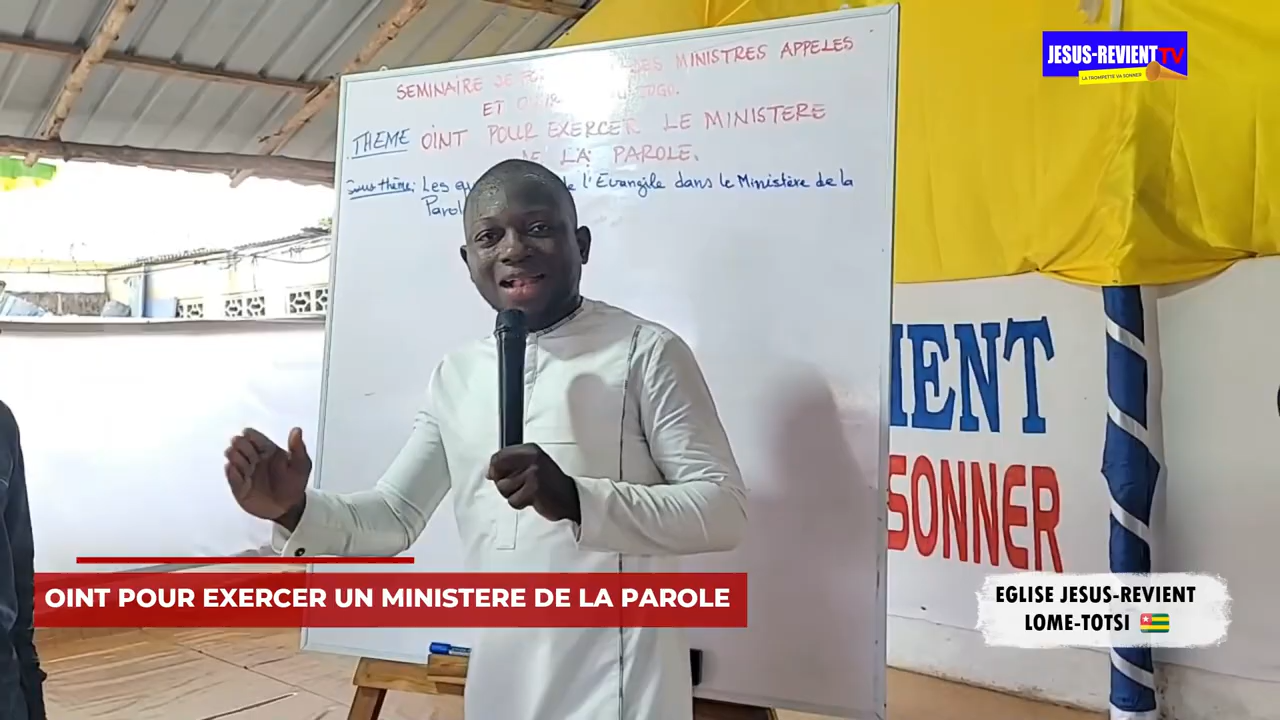 JESUS-REVIENT TV
LA TROMPETTE VA SONNER
SEMINAIRE DE DES MINISTRES APPELES
ET
THEME OINT POUR EXERCER LE MINISTERE
DE LA PAROLE.
Sous thème: Les l'Evangile dans le Ministère de la
IENT
SONNER
OINT POUR EXERCER UN MINISTERE DE LA PAROLE
EGLISE JESUS-REVIENT
LOME-TOTSI